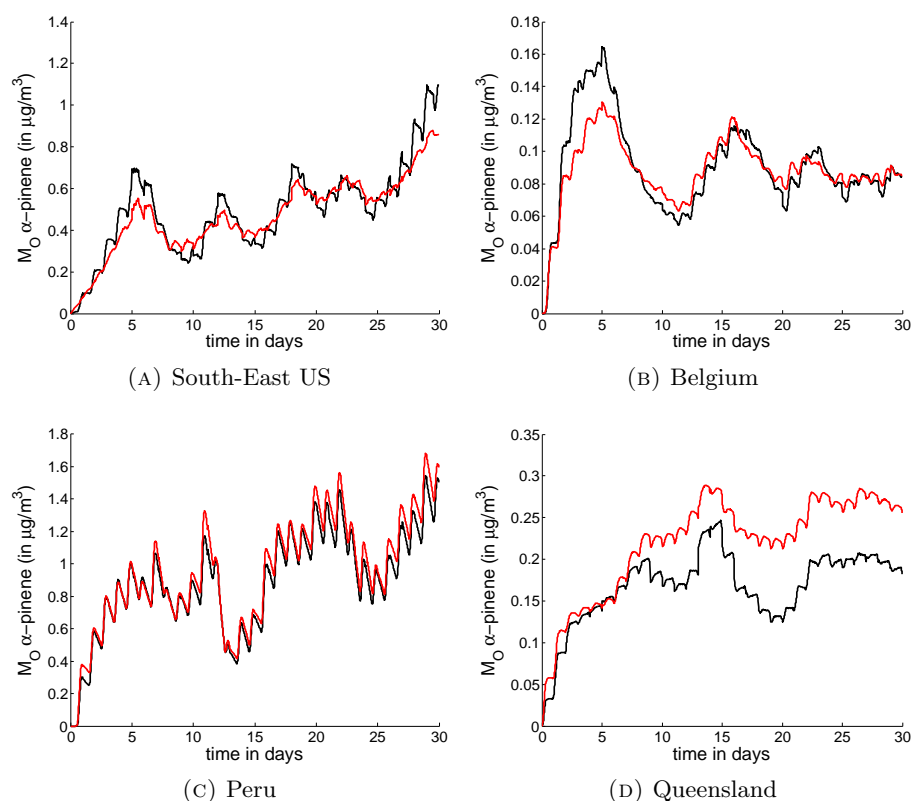 1.4
1.2
1
0.8
0.6
0.4
0.2
0
M_O α−pinene (in μg/m³)
0 5 10 15 20 25 30
time in days
(A) South-East US
0.18
0.16
0.14
0.12
0.1
0.08
0.06
0.04
0.02
0
M_O α−pinene (in μg/m³)
0 5 10 15 20 25 30
time in days
(B) Belgium
1.8
1.6
1.4
1.2
1
0.8
0.6
0.4
0.2
0
M_O α−pinene (in μg/m³)
0 5 10 15 20 25 30
time in days
(C) Peru
0.35
0.3
0.25
0.2
0.15
0.1
0.05
0
M_O α−pinene (in μg/m³)
0 5 10 15 20 25 30
time in days
(D) Queensland